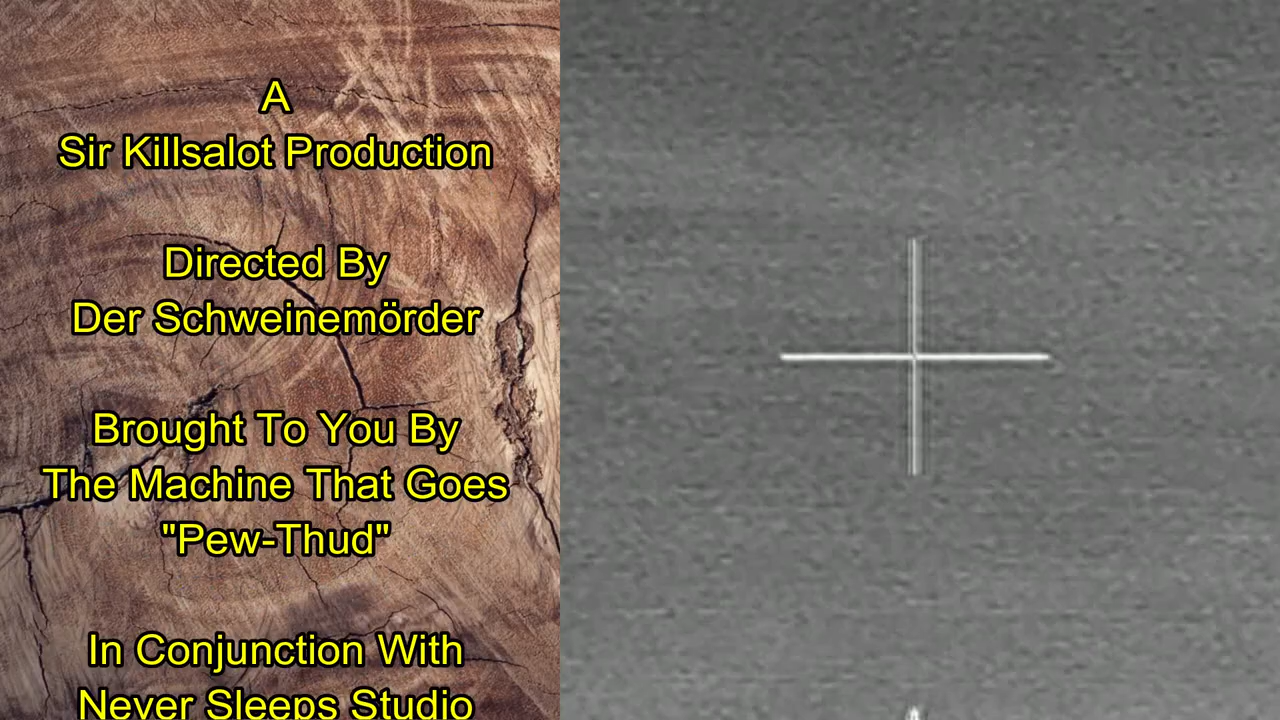 A
Sir Killsalot Production
Directed By
Der Schweinemörder
Brought To You By
The Machine That Goes
"Pew-Thud"
In Conjunction With
Never Sleeps Studio